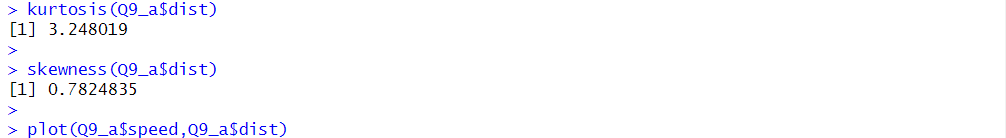 > kurtosis(Q9_a$dist)
[1] 3.248019
>
> skewness(Q9_a$dist)
[1] 0.7824835
>
> plot(Q9_a$speed,Q9_a$dist)